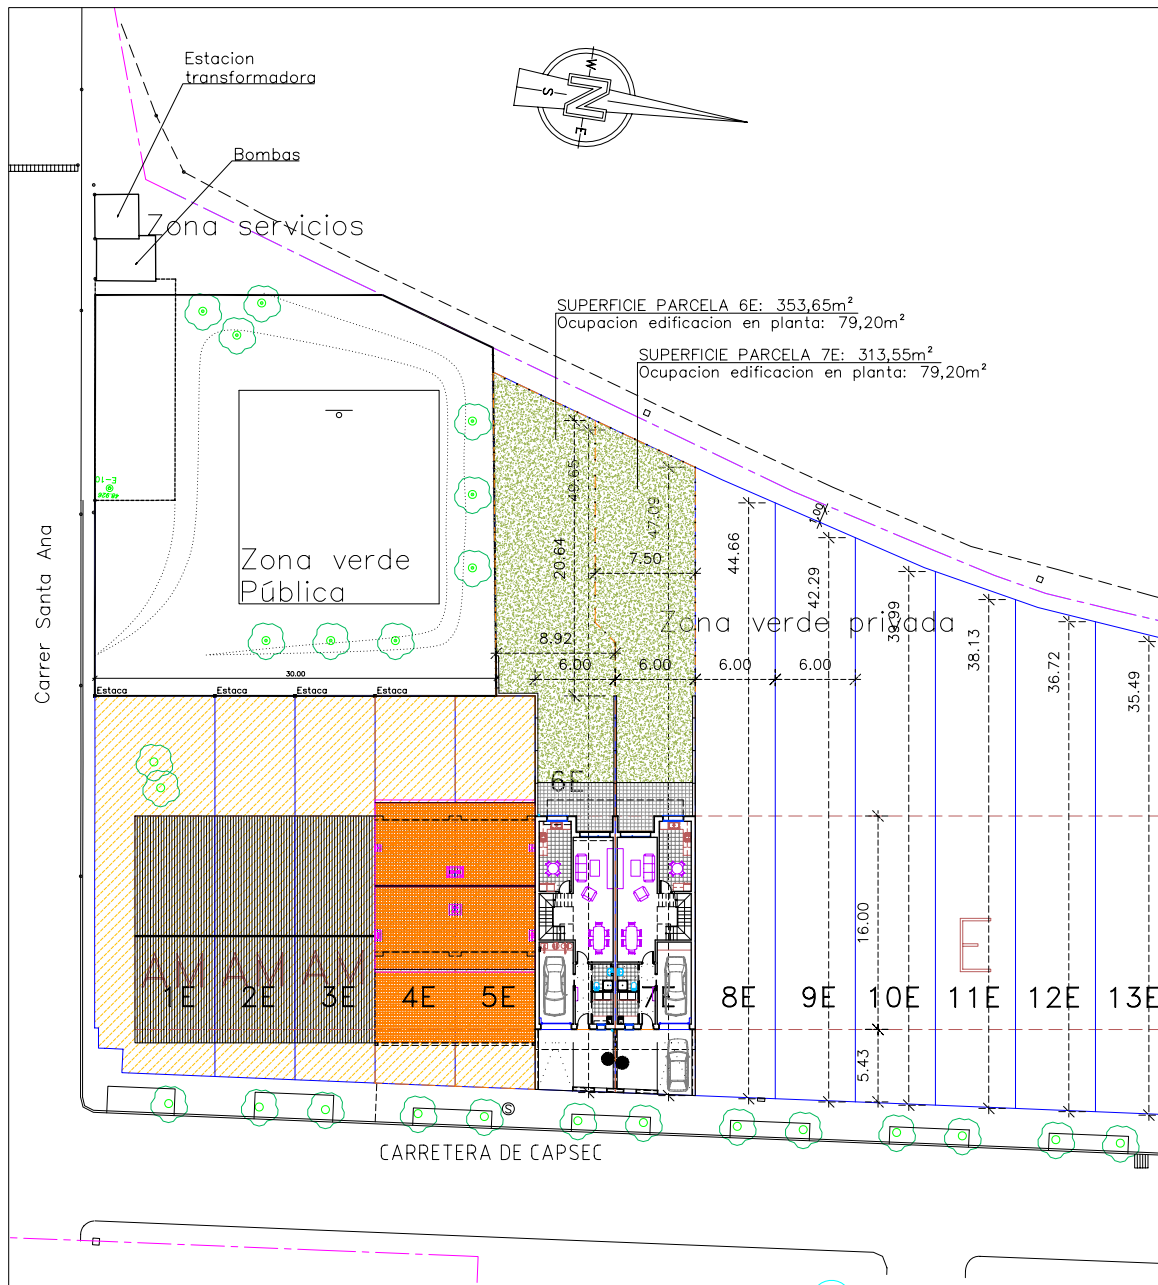 Estacion
transformadora
W
S
N
E
Bombas
Zona servicios
SUPERFICIE PARCELA 6E: 353,65m²
Ocupacion edificacion en planta: 79,20m²
SUPERFICIE PARCELA 7E: 313,55m²
Ocupacion edificacion en planta: 79,20m²
49.65
47.09
1.00
E-10
20.64
7.50
44.66
42.29
39.99
38.13
36.72
35.49
Carrer Santa Ana
Zona verde
Pública
Zona verde privada
8.92
6.00
6.00
6.00
6.00
30.00
Estaca
Estaca
Estaca
Estaca
6E
16.00
E
AM
AM
AM
1E
2E
3E
4E
5E
7E
8E
9E
10E
11E
12E
13E
5.43
S
CARRETERA DE CAPSEC